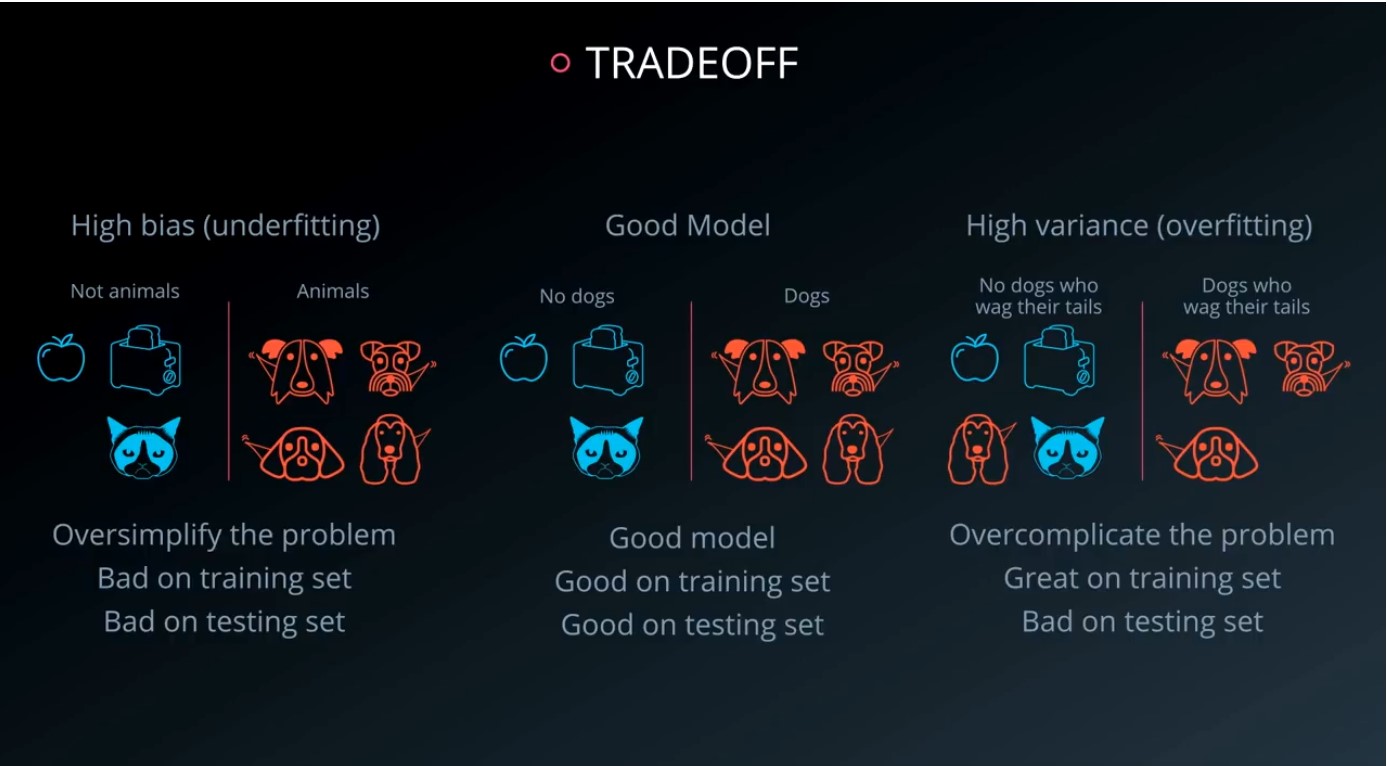 TRADEOFF
High bias (underfitting)
Not animals
Animals
Oversimplify the problem
Bad on training set
Bad on testing set
Good Model
No dogs
Dogs
Good model
Good on training set
Good on testing set
High variance (overfitting)
No dogs who
wag their tails
Dogs who
wag their tails
Overcomplicate the problem
Great on training set
Bad on testing set